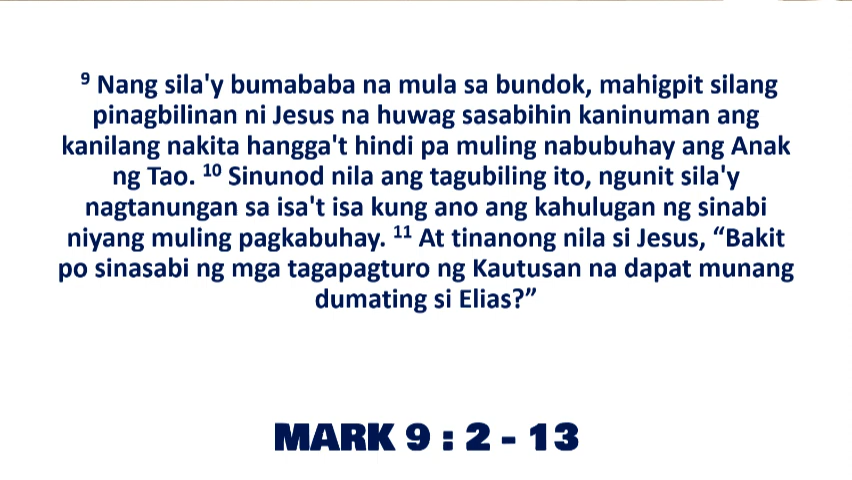 ⁹ Nang sila'y bumababa na mula sa bundok, mahigpit silang
pinagbilinan ni Jesus na huwag sasabihin kaninuman ang
kanilang nakita hangga't hindi pa muling nabubuhay ang Anak
ng Tao. ¹⁰ Sinunod nila ang tagubiling ito, ngunit sila'y
nagtanungan sa isa't isa kung ano ang kahulugan ng sinabi
niyang muling pagkabuhay. ¹¹ At tinanong nila si Jesus, “Bakit
po sinasabi ng mga tagapagturo ng Kautusan na dapat munang
dumating si Elias?”
MARK 9 : 2 - 13